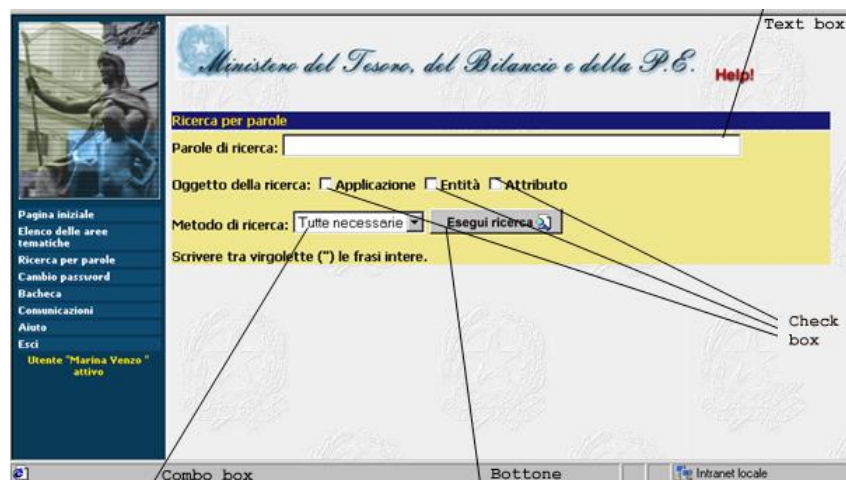 Text box
Ministero del Tesoro, del Bilancio e della P.E.
Help!
Ricerca per parole
Parole di ricerca:
Oggetto della ricerca: Applicazione Entità Attributo
Metodo di ricerca: Tutte necessarie Esegui ricerca
Scrivere tra virgolette (") le frasi intere.
Pagina iniziale
Elenco delle aree
tematiche
Ricerca per parole
Cambio password
Bacheca
Comunicazioni
Aiuto
Esci
Utente "Marina Venzo "
attivo
Check
box
Combo box
Bottone
Intranet locale